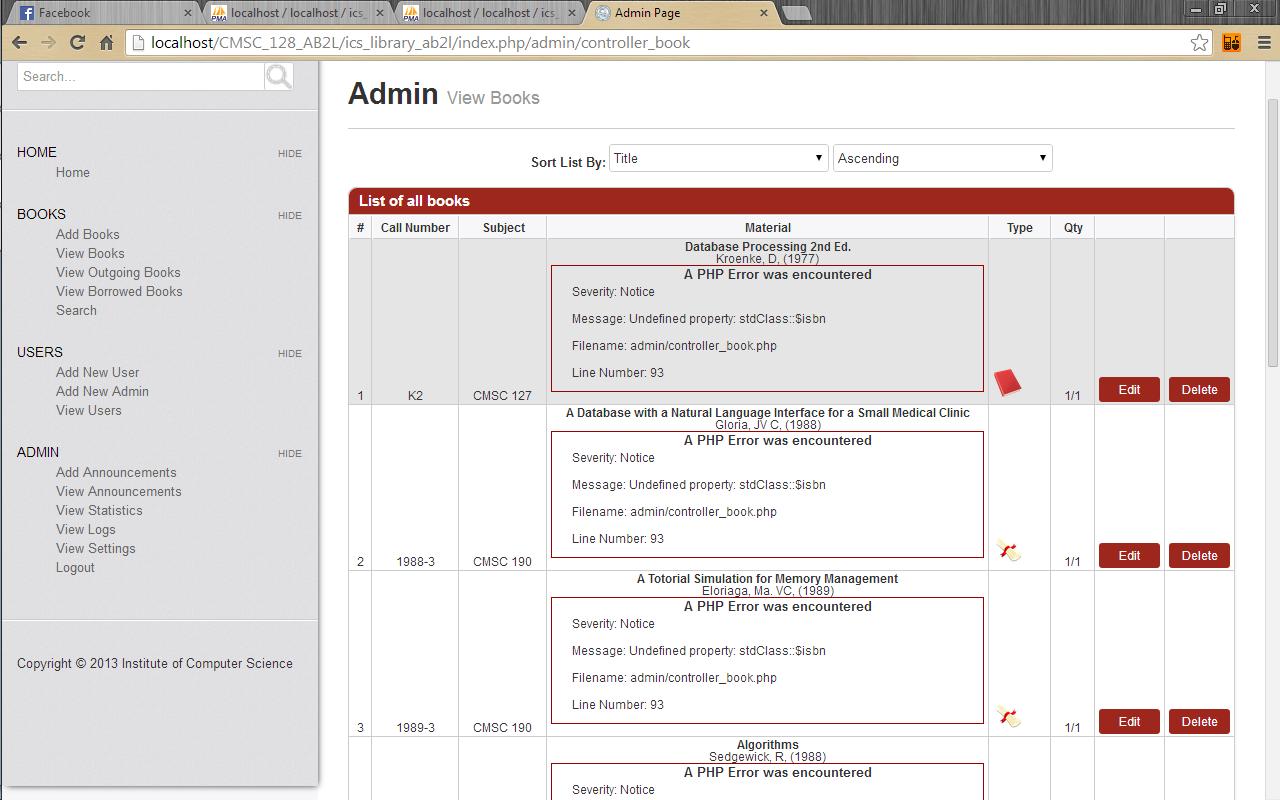 Facebook
localhost / localhost / ics_
localhost / localhost / ics_
Admin Page
localhost/CMSC_128_AB2L/ics_library_ab2l/index.php/admin/controller_book
Search...
HOME HIDE
Home
BOOKS HIDE
Add Books
View Books
View Outgoing Books
View Borrowed Books
Search
USERS HIDE
Add New User
Add New Admin
View Users
ADMIN HIDE
Add Announcements
View Announcements
View Statistics
View Logs
View Settings
Logout
Copyright © 2013 Institute of Computer Science
Admin View Books
Sort List By: Title Ascending
List of all books
# Call Number Subject Material Type Qty
Database Processing 2nd Ed.
Kroenke, D, (1977)
A PHP Error was encountered
Severity: Notice
Message: Undefined property: stdClass::$isbn
Filename: admin/controller_book.php
Line Number: 93
1 K2 CMSC 127 1/1 Edit Delete
A Database with a Natural Language Interface for a Small Medical Clinic
Gloria, JV C, (1988)
A PHP Error was encountered
Severity: Notice
Message: Undefined property: stdClass::$isbn
Filename: admin/controller_book.php
Line Number: 93
2 1988-3 CMSC 190 1/1 Edit Delete
A Totorial Simulation for Memory Management
Eloriaga, Ma. VC, (1989)
A PHP Error was encountered
Severity: Notice
Message: Undefined property: stdClass::$isbn
Filename: admin/controller_book.php
Line Number: 93
3 1989-3 CMSC 190 1/1 Edit Delete
Algorithms
Sedgewick, R, (1988)
A PHP Error was encountered
Severity: Notice